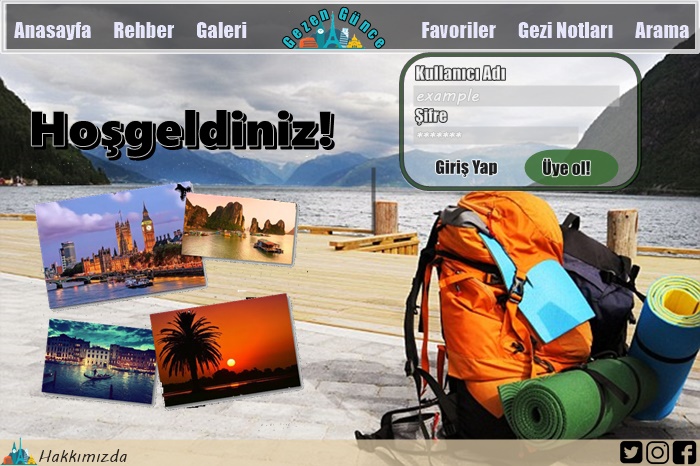 Anasayfa Rehber Galeri Gezen Günce Favoriler Gezi Notları Arama
Kullanıcı Adı
example
Hoşgeldiniz!
Şifre
*******
Giriş Yap Üye ol!
Hakkımızda